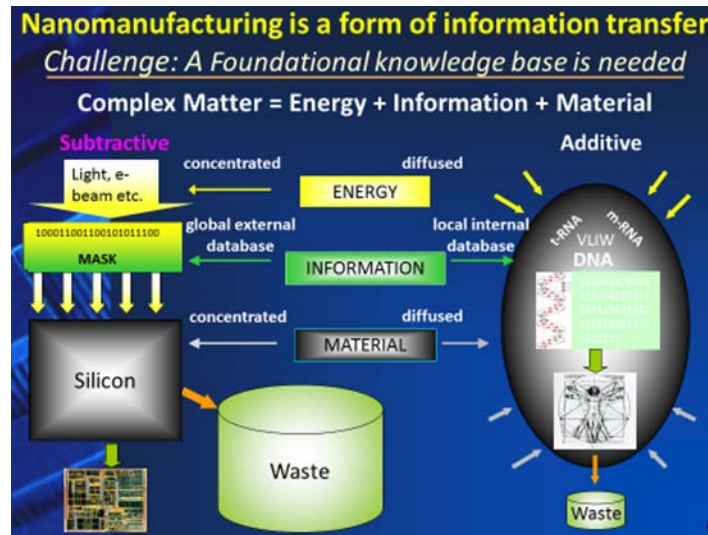 Nanomanufacturing is a form of information transfer
Challenge: A Foundational knowledge base is needed
Complex Matter = Energy + Information + Material
Subtractive
Additive
Light, e-
beam etc.
concentrated
diffused
ENERGY
100011001100101011100
MASK
global external
database
local internal
database
INFORMATION
t-RNA
m-RNA
VLIW
DNA
concentrated
diffused
MATERIAL
Silicon
Waste
Waste